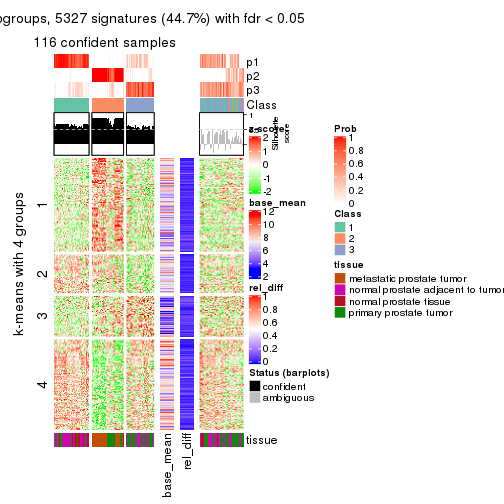 ogroups, 5327 signatures (44.7%) with fdr < 0.05
116 confident samples
p1
p2
p3
Class
1
Silhouette
score
z-score
2
1
0
-1
-2
base_mean
12
10
8
6
4
2
rel_diff
1
0.8
0.6
0.4
0.2
0
Status (barplots)
confident
ambiguous
Prob
1
0.8
0.6
0.4
0.2
0
Class
1
2
3
tissue
metastatic prostate tumor
normal prostate adjacent to tumor
normal prostate tissue
primary prostate tumor
k-means with 4 groups
1
2
3
4
tissue
base_mean
rel_diff